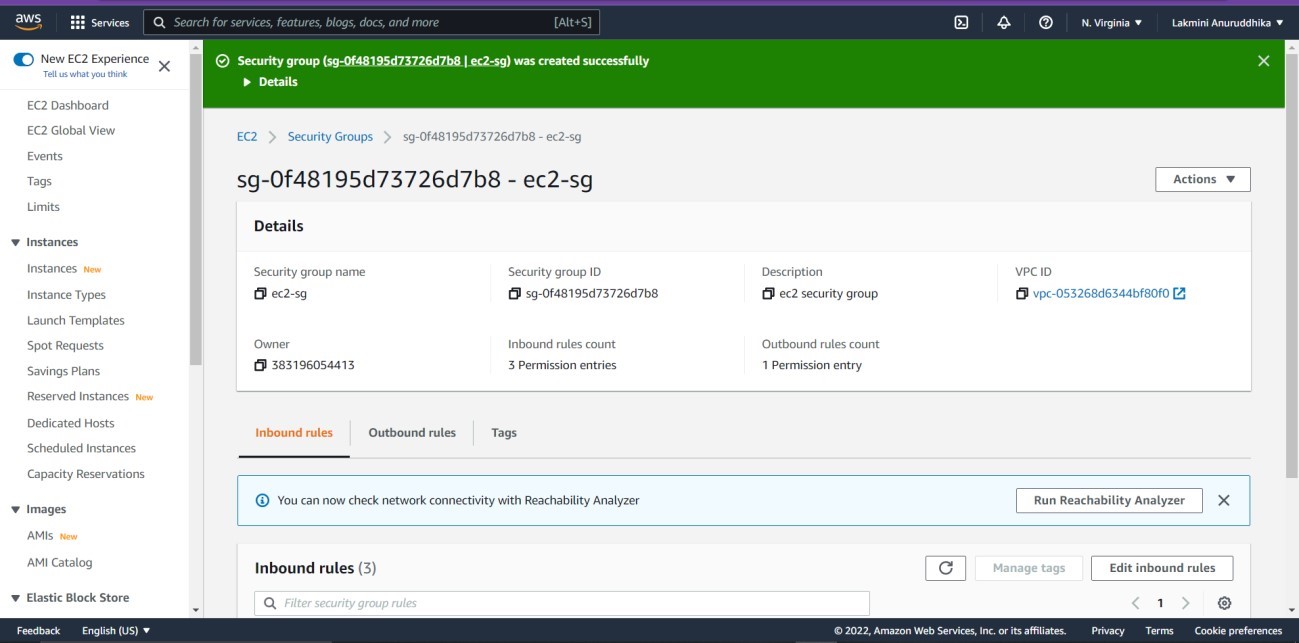 aws Services Search for services, features, blogs, docs, and more [Alt+S] N. Virginia ▼ Lakmini Anuruddhika ▼
New EC2 Experience
Tell us what you think
EC2 Dashboard
EC2 Global View
Events
Tags
Limits
Instances
Instances New
Instance Types
Launch Templates
Spot Requests
Savings Plans
Reserved Instances New
Dedicated Hosts
Scheduled Instances
Capacity Reservations
Images
AMIs New
AMI Catalog
Elastic Block Store
Security group (sg-0f48195d73726d7b8 | ec2-sg) was created successfully
Details
EC2 > Security Groups > sg-0f48195d73726d7b8 - ec2-sg
sg-0f48195d73726d7b8 - ec2-sg
Actions ▼
Details
Security group name
ec2-sg
Security group ID
sg-0f48195d73726d7b8
Description
ec2 security group
VPC ID
vpc-053268d6344bf80f0
Owner
383196054413
Inbound rules count
3 Permission entries
Outbound rules count
1 Permission entry
Inbound rules Outbound rules Tags
You can now check network connectivity with Reachability Analyzer Run Reachability Analyzer
Inbound rules (3) Manage tags Edit inbound rules
Filter security group rules < 1 >
Feedback English (US) ▼ © 2022, Amazon Web Services, Inc. or its affiliates. Privacy Terms Cookie preferences